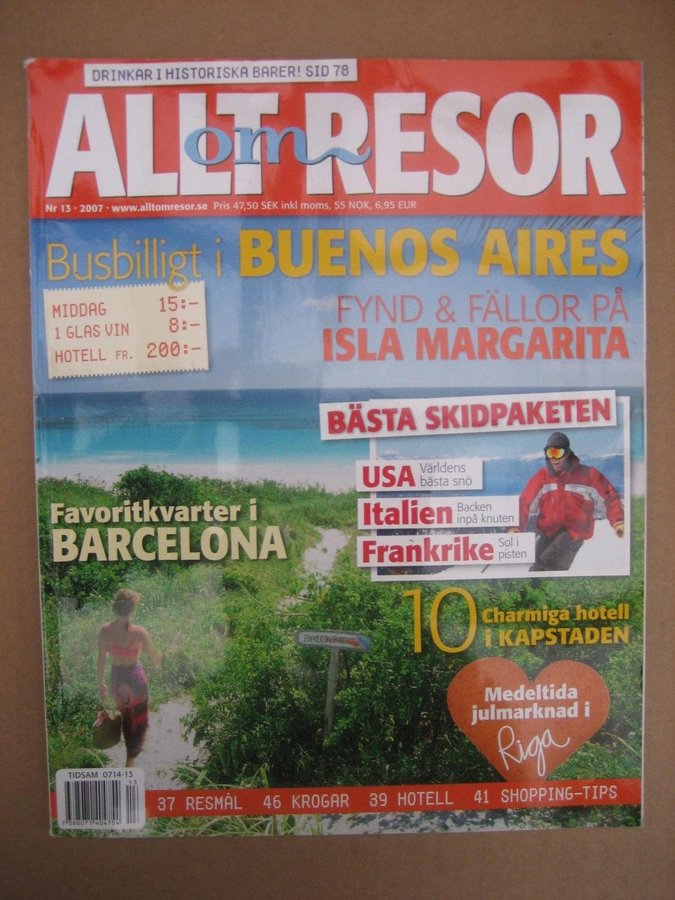 DRINKAR I HISTORISKA BARER! SID 78
ALLT om RESOR
Nr 13 • 2007 • www.alltomresor.se Pris 47,50 SEK inkl moms, 55 NOK, 6,95 EUR
Busbilligt i BUENOS AIRES
MIDDAG 15:-
1 GLAS VIN 8:-
HOTELL FR. 200:-
FYND & FÄLLOR PÅ
ISLA MARGARITA
BÄSTA SKIDPAKETEN
USA Världens bästa snö
Italien Backen inpå knuten
Frankrike Sol i pisten
Favoritkvarter i
BARCELONA
10 Charmiga hotell
i KAPSTADEN
Medeltida
julmarknad i
Riga
TIDSAM 0714-13
13
7 388071 404754
37 RESMÅL 46 KROGAR 39 HOTELL 41 SHOPPING-TIPS